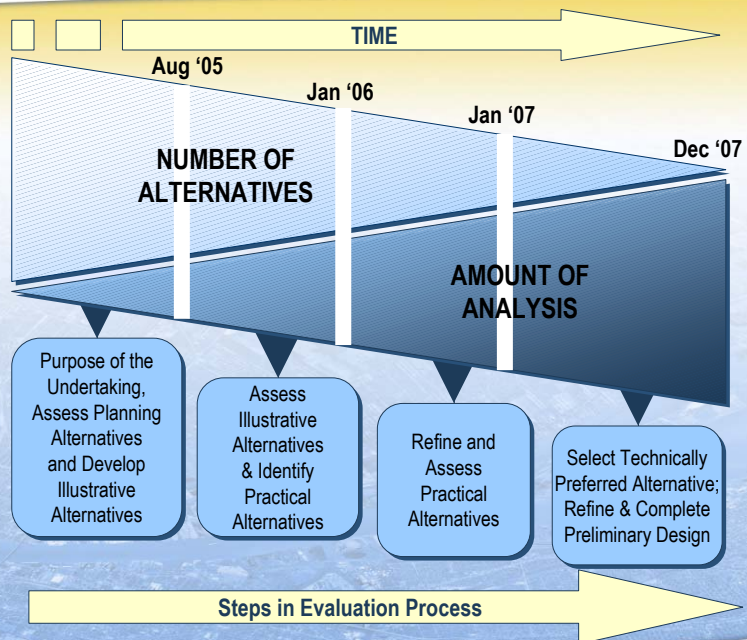 TIME
Aug ‘05
Jan ‘06
Jan ‘07
Dec ‘07
NUMBER OF
ALTERNATIVES
AMOUNT OF
ANALYSIS
Purpose of the
Undertaking,
Assess Planning
Alternatives
and Develop
Illustrative
Alternatives
Assess
Illustrative
Alternatives
& Identify
Practical
Alternatives
Refine and
Assess
Practical
Alternatives
Select Technically
Preferred Alternative;
Refine & Complete
Preliminary Design
Steps in Evaluation Process